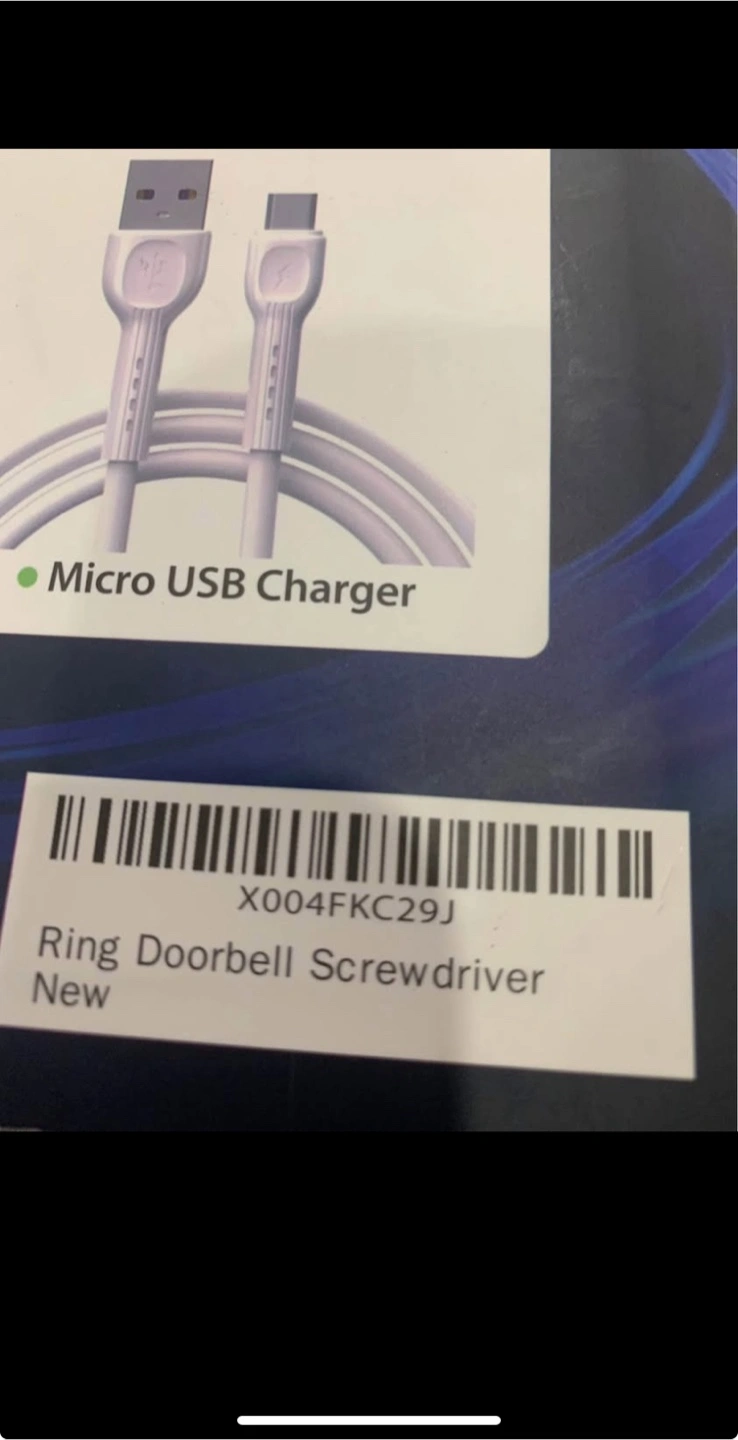 Micro USB Charger
X004FKC29J
Ring Doorbell Screwdriver
New